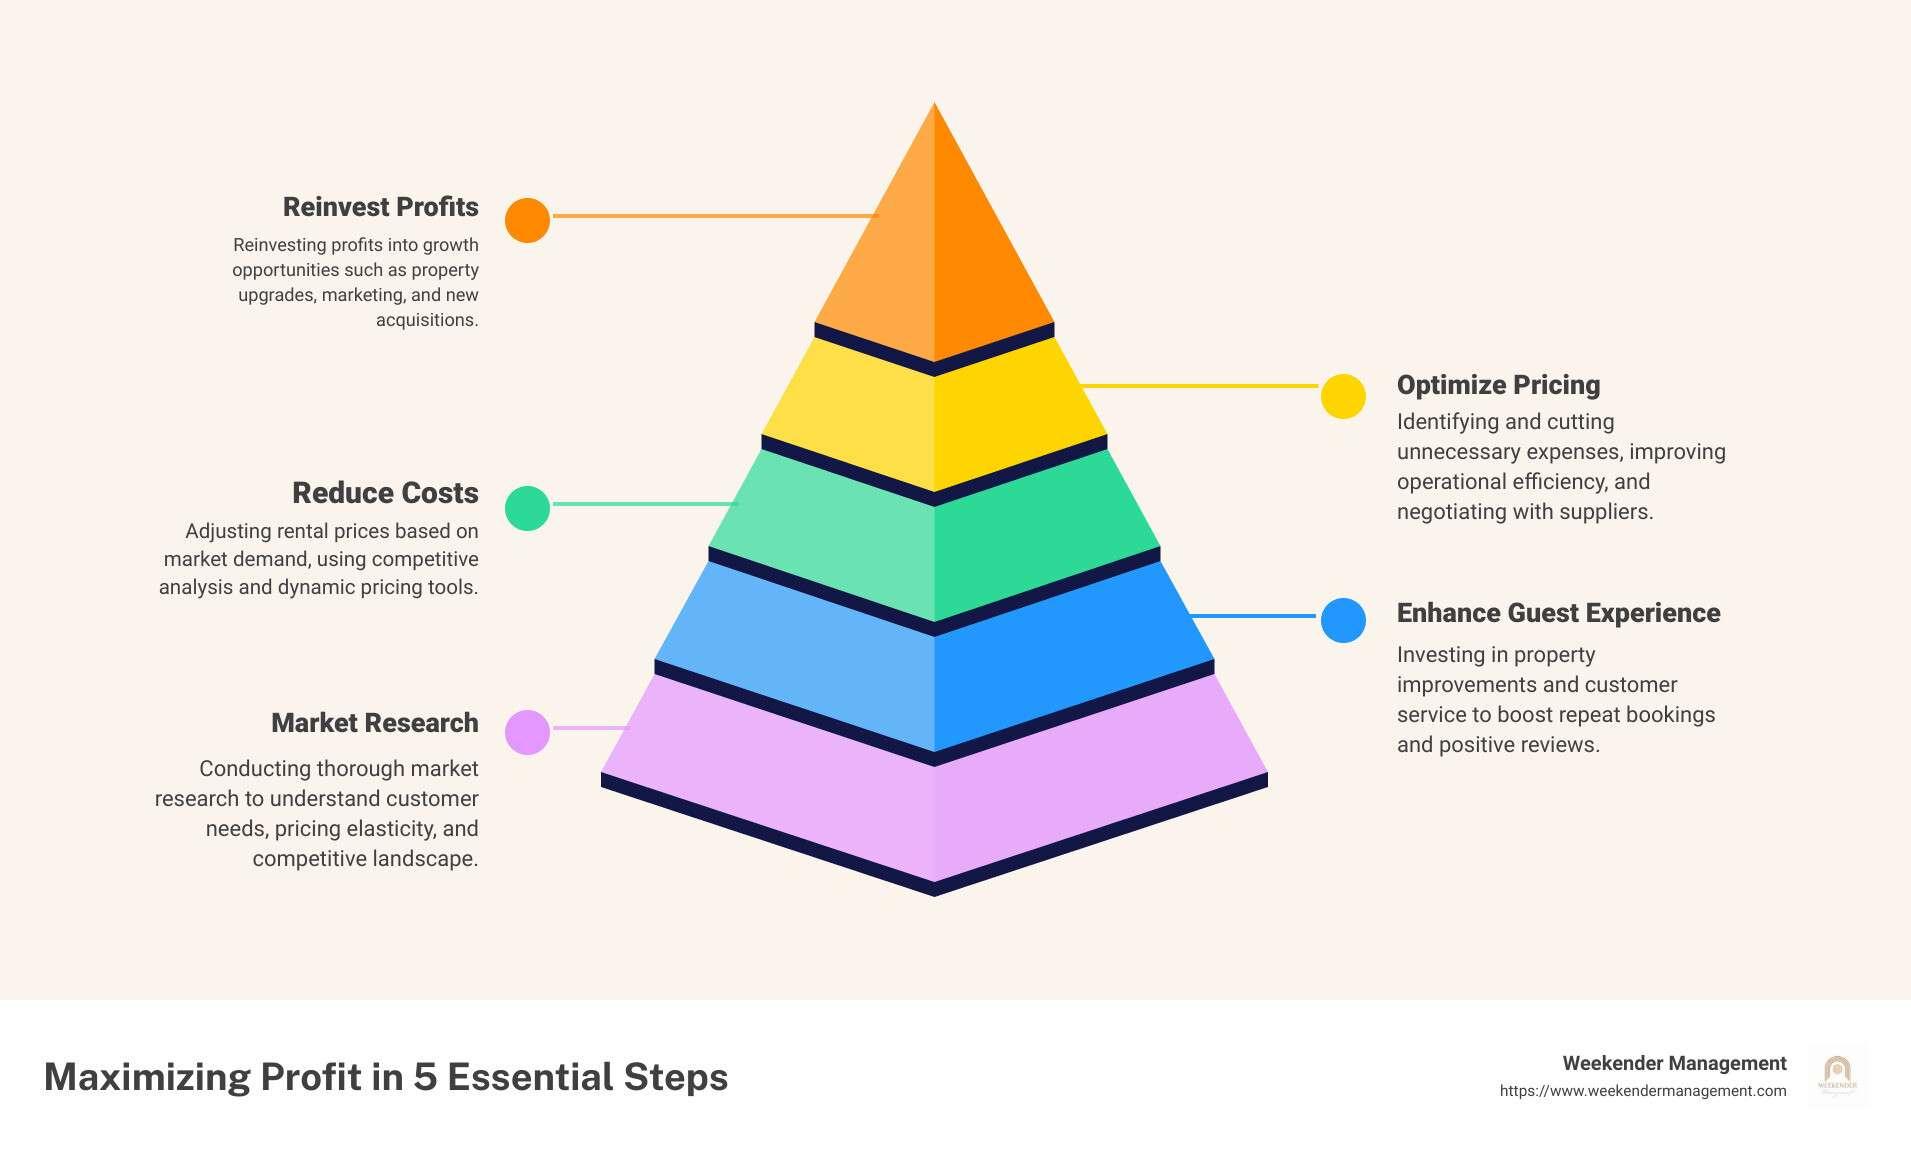 Reinvest Profits
Reinvesting profits into growth
opportunities such as property
upgrades, marketing, and new
acquisitions.
Optimize Pricing
Identifying and cutting
unnecessary expenses, improving
operational efficiency, and
negotiating with suppliers.
Reduce Costs
Adjusting rental prices based on
market demand, using competitive
analysis and dynamic pricing tools.
Enhance Guest Experience
Investing in property
improvements and customer
service to boost repeat bookings
and positive reviews.
Market Research
Conducting thorough market
research to understand customer
needs, pricing elasticity, and
competitive landscape.
Maximizing Profit in 5 Essential Steps
Weekender Management
https://www.weekendermanagement.com
WEEKENDER